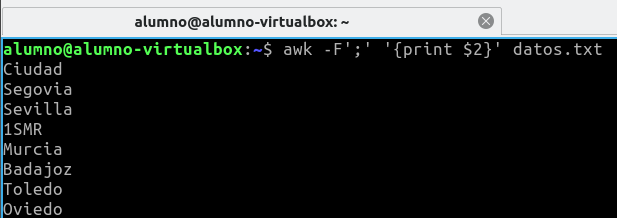 alumno@alumno-virtualbox: ~
alumno@alumno-virtualbox:~$ awk -F';' '{print $2}' datos.txt
Ciudad
Segovia
Sevilla
1SMR
Murcia
Badajoz
Toledo
Oviedo